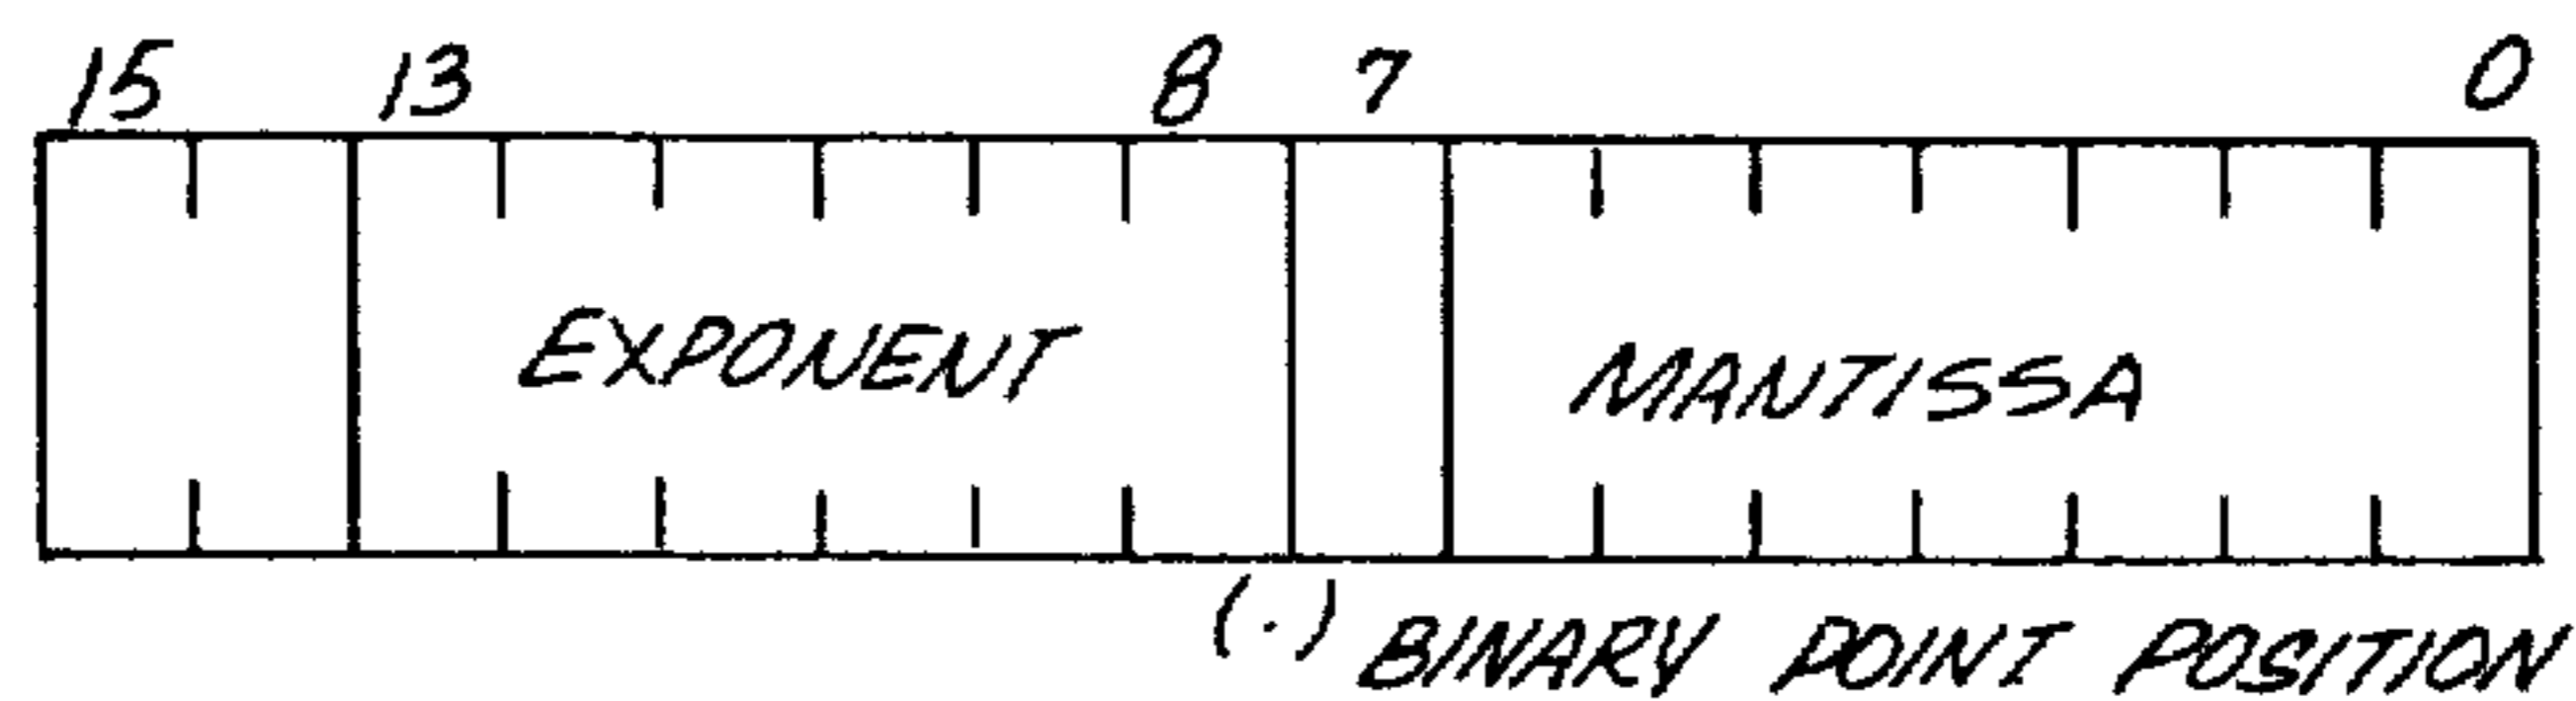 15 13 8 7 0
EXPONENT MANTISSA
(.) BINARY POINT POSITION